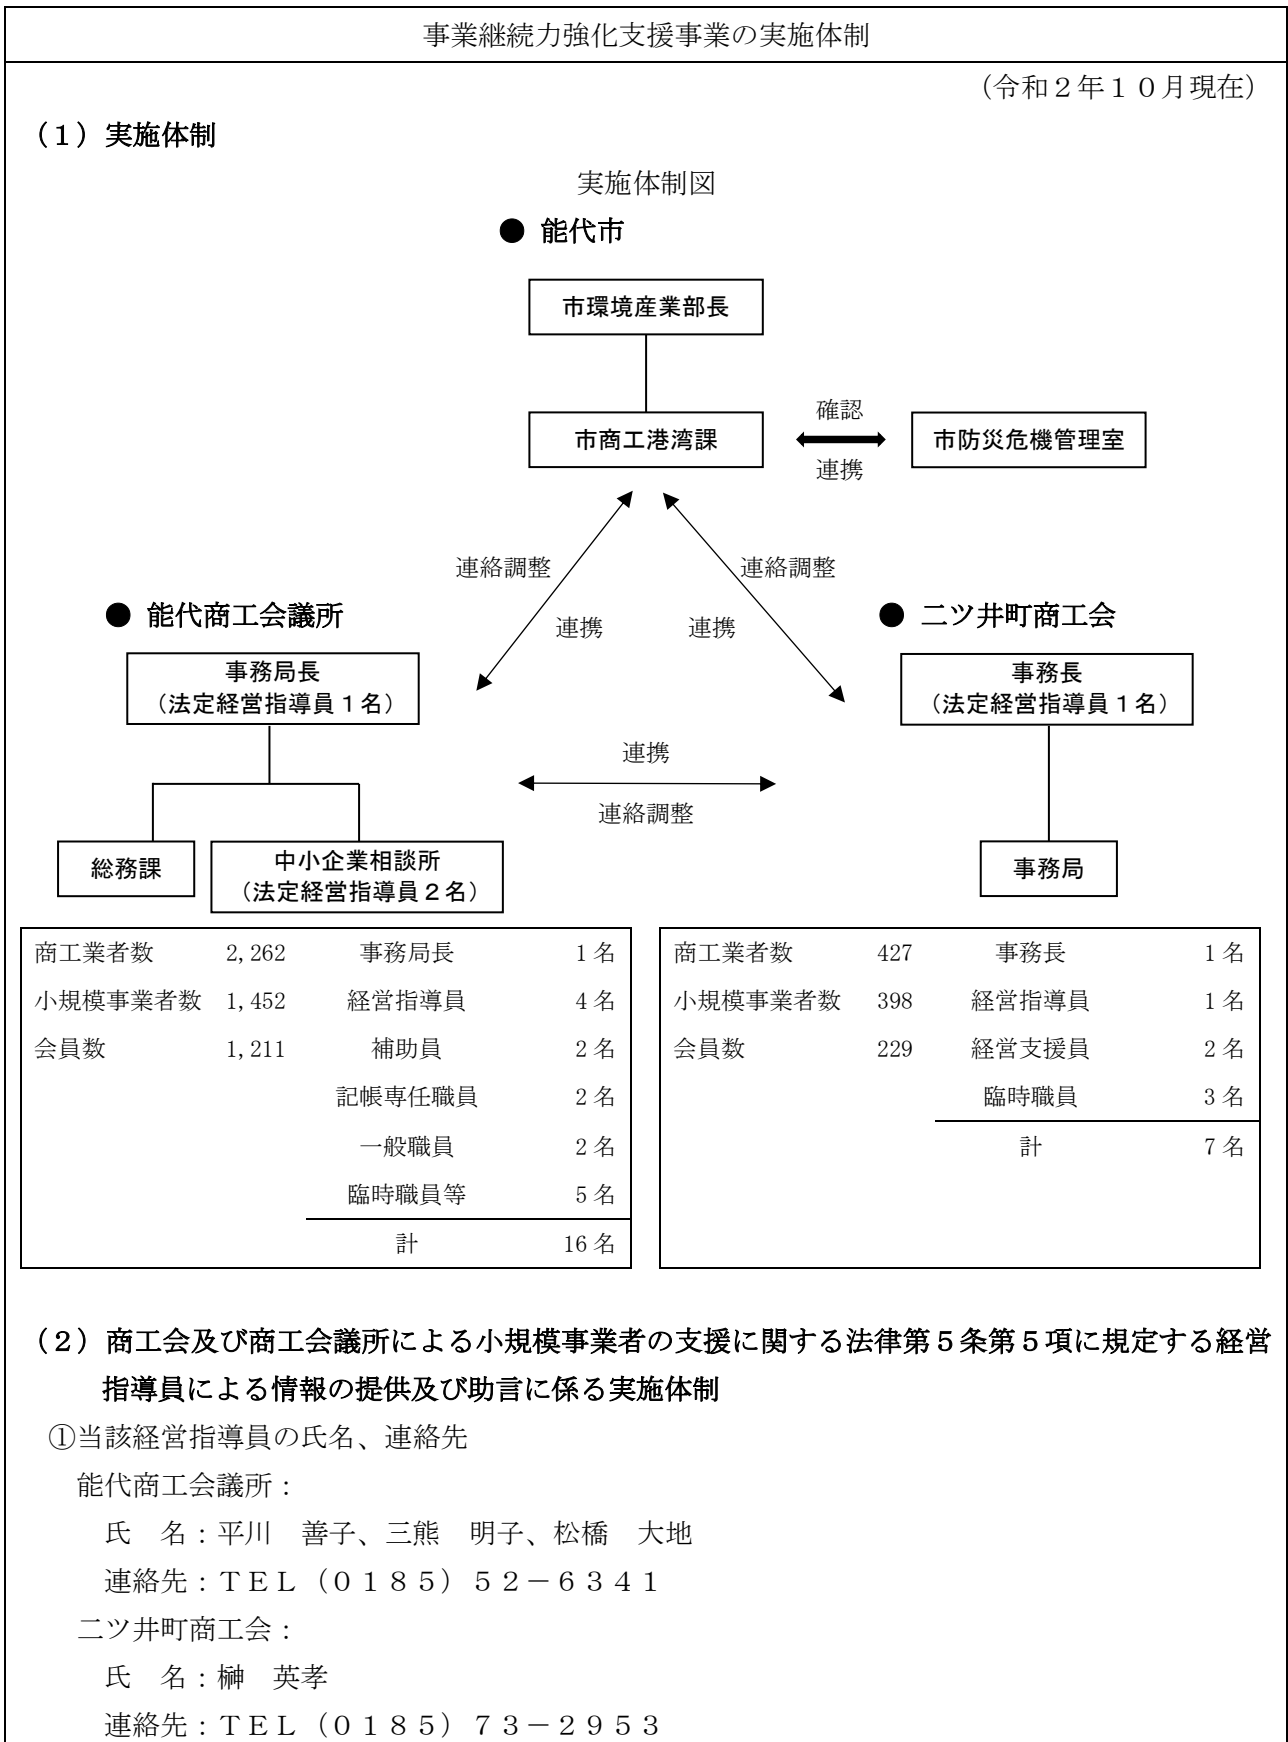 事業継続力強化支援事業の実施体制
（令和２年１０月現在）
（１）実施体制
実施体制図
● 能代市
市環境産業部長
確認
市商工港湾課
市防災危機管理室
連携
連絡調整
連絡調整
● 能代商工会議所
連携
連携
● 二ツ井町商工会
事務局長
（法定経営指導員１名）
事務長
（法定経営指導員１名）
連携
連絡調整
総務課
中小企業相談所
（法定経営指導員２名）
事務局
商工業者数 2,262 事務局長 1名
小規模事業者数 1,452 経営指導員 4名
会員数 1,211 補助員 2名
記帳専任職員 2名
一般職員 2名
臨時職員等 5名
計 16名
商工業者数 427 事務長 1名
小規模事業者数 398 経営指導員 1名
会員数 229 経営支援員 2名
臨時職員 3名
計 7名
（２）商工会及び商工会議所による小規模事業者の支援に関する法律第５条第５項に規定する経営
指導員による情報の提供及び助言に係る実施体制
①当該経営指導員の氏名、連絡先
能代商工会議所：
氏　名：平川　善子、三熊　明子、松橋　大地
連絡先：ＴＥＬ（０１８５）５２－６３４１
二ツ井町商工会：
氏　名：榊　英孝
連絡先：ＴＥＬ（０１８５）７３－２９５３